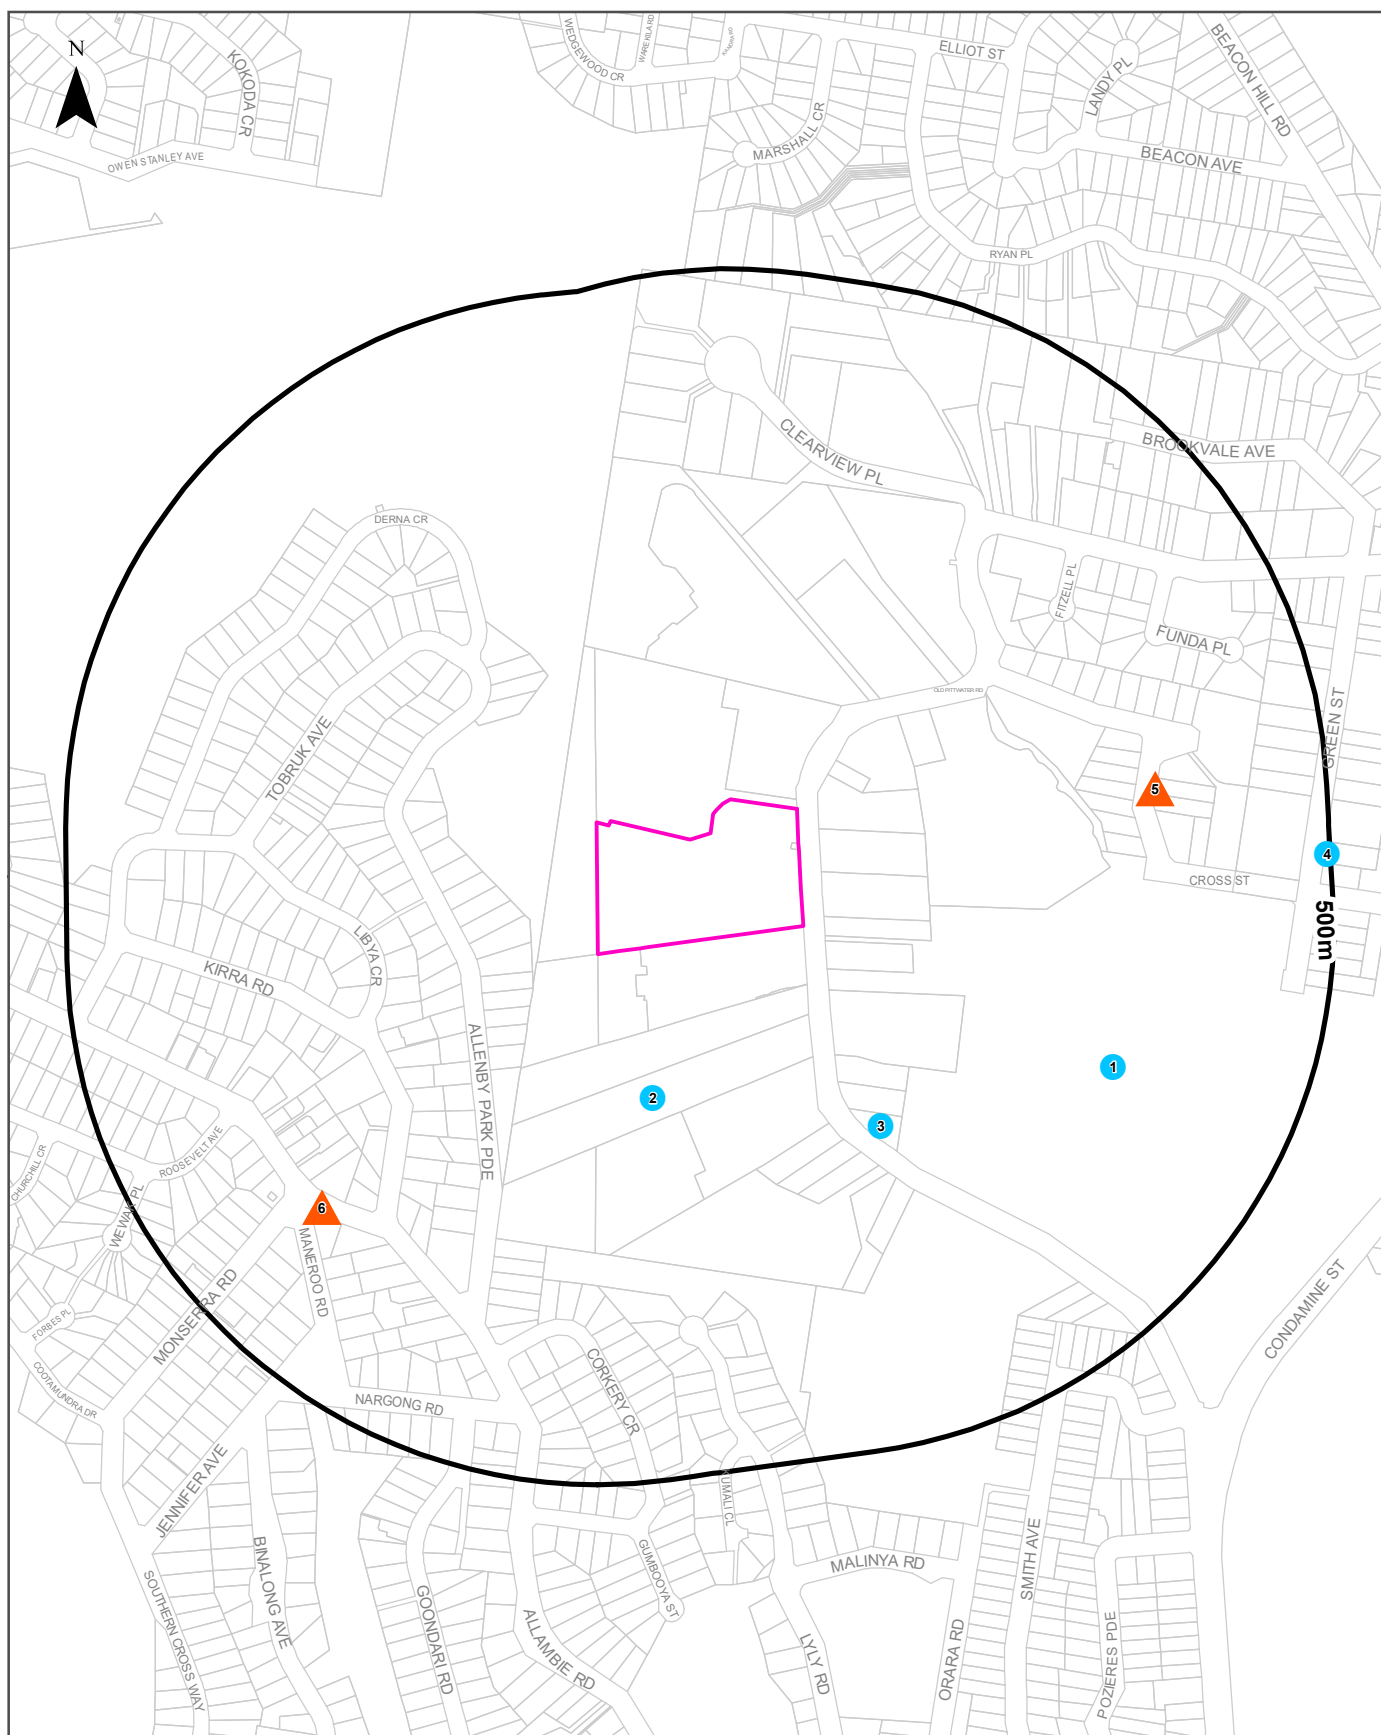 WEDGEWOOD CR
WAREKILA RD
ELLIOT ST
BEACON HILL RD
N
KOKODA CR
LANDY PL
MARSHALL CR
OWEN STANLEY AVE
BEACON AVE
RYAN PL
CLEARVIEW PL
BROOKVALE AVE
DERNA CR
FITZELL PL
FUNDA PL
OLD PITTWATER RD
GREEN ST
TOBRUK AVE
5
4
CROSS ST
500m
LIBYA CR
KIRRA RD
ALLENBY PARK PDE
1
2
3
ROOSEVELT AVE
CHURCHILL CR
WEWAK PL
6
MANEROO RD
MONSERRA RD
FORBES PL
CONDAMINE ST
COOTAMUNDRA DR
CORKERY CR
NARGONG RD
JENNIFER AVE
KUMALI CL
BINALONG AVE
GUMBOOYA ST
MALINYA RD
SMITH AVE
SOUTHERN CROSS WAY
GOONDARI RD
ALLAMBIE RD
LYLY RD
ORARA RD
POZIERES PDE